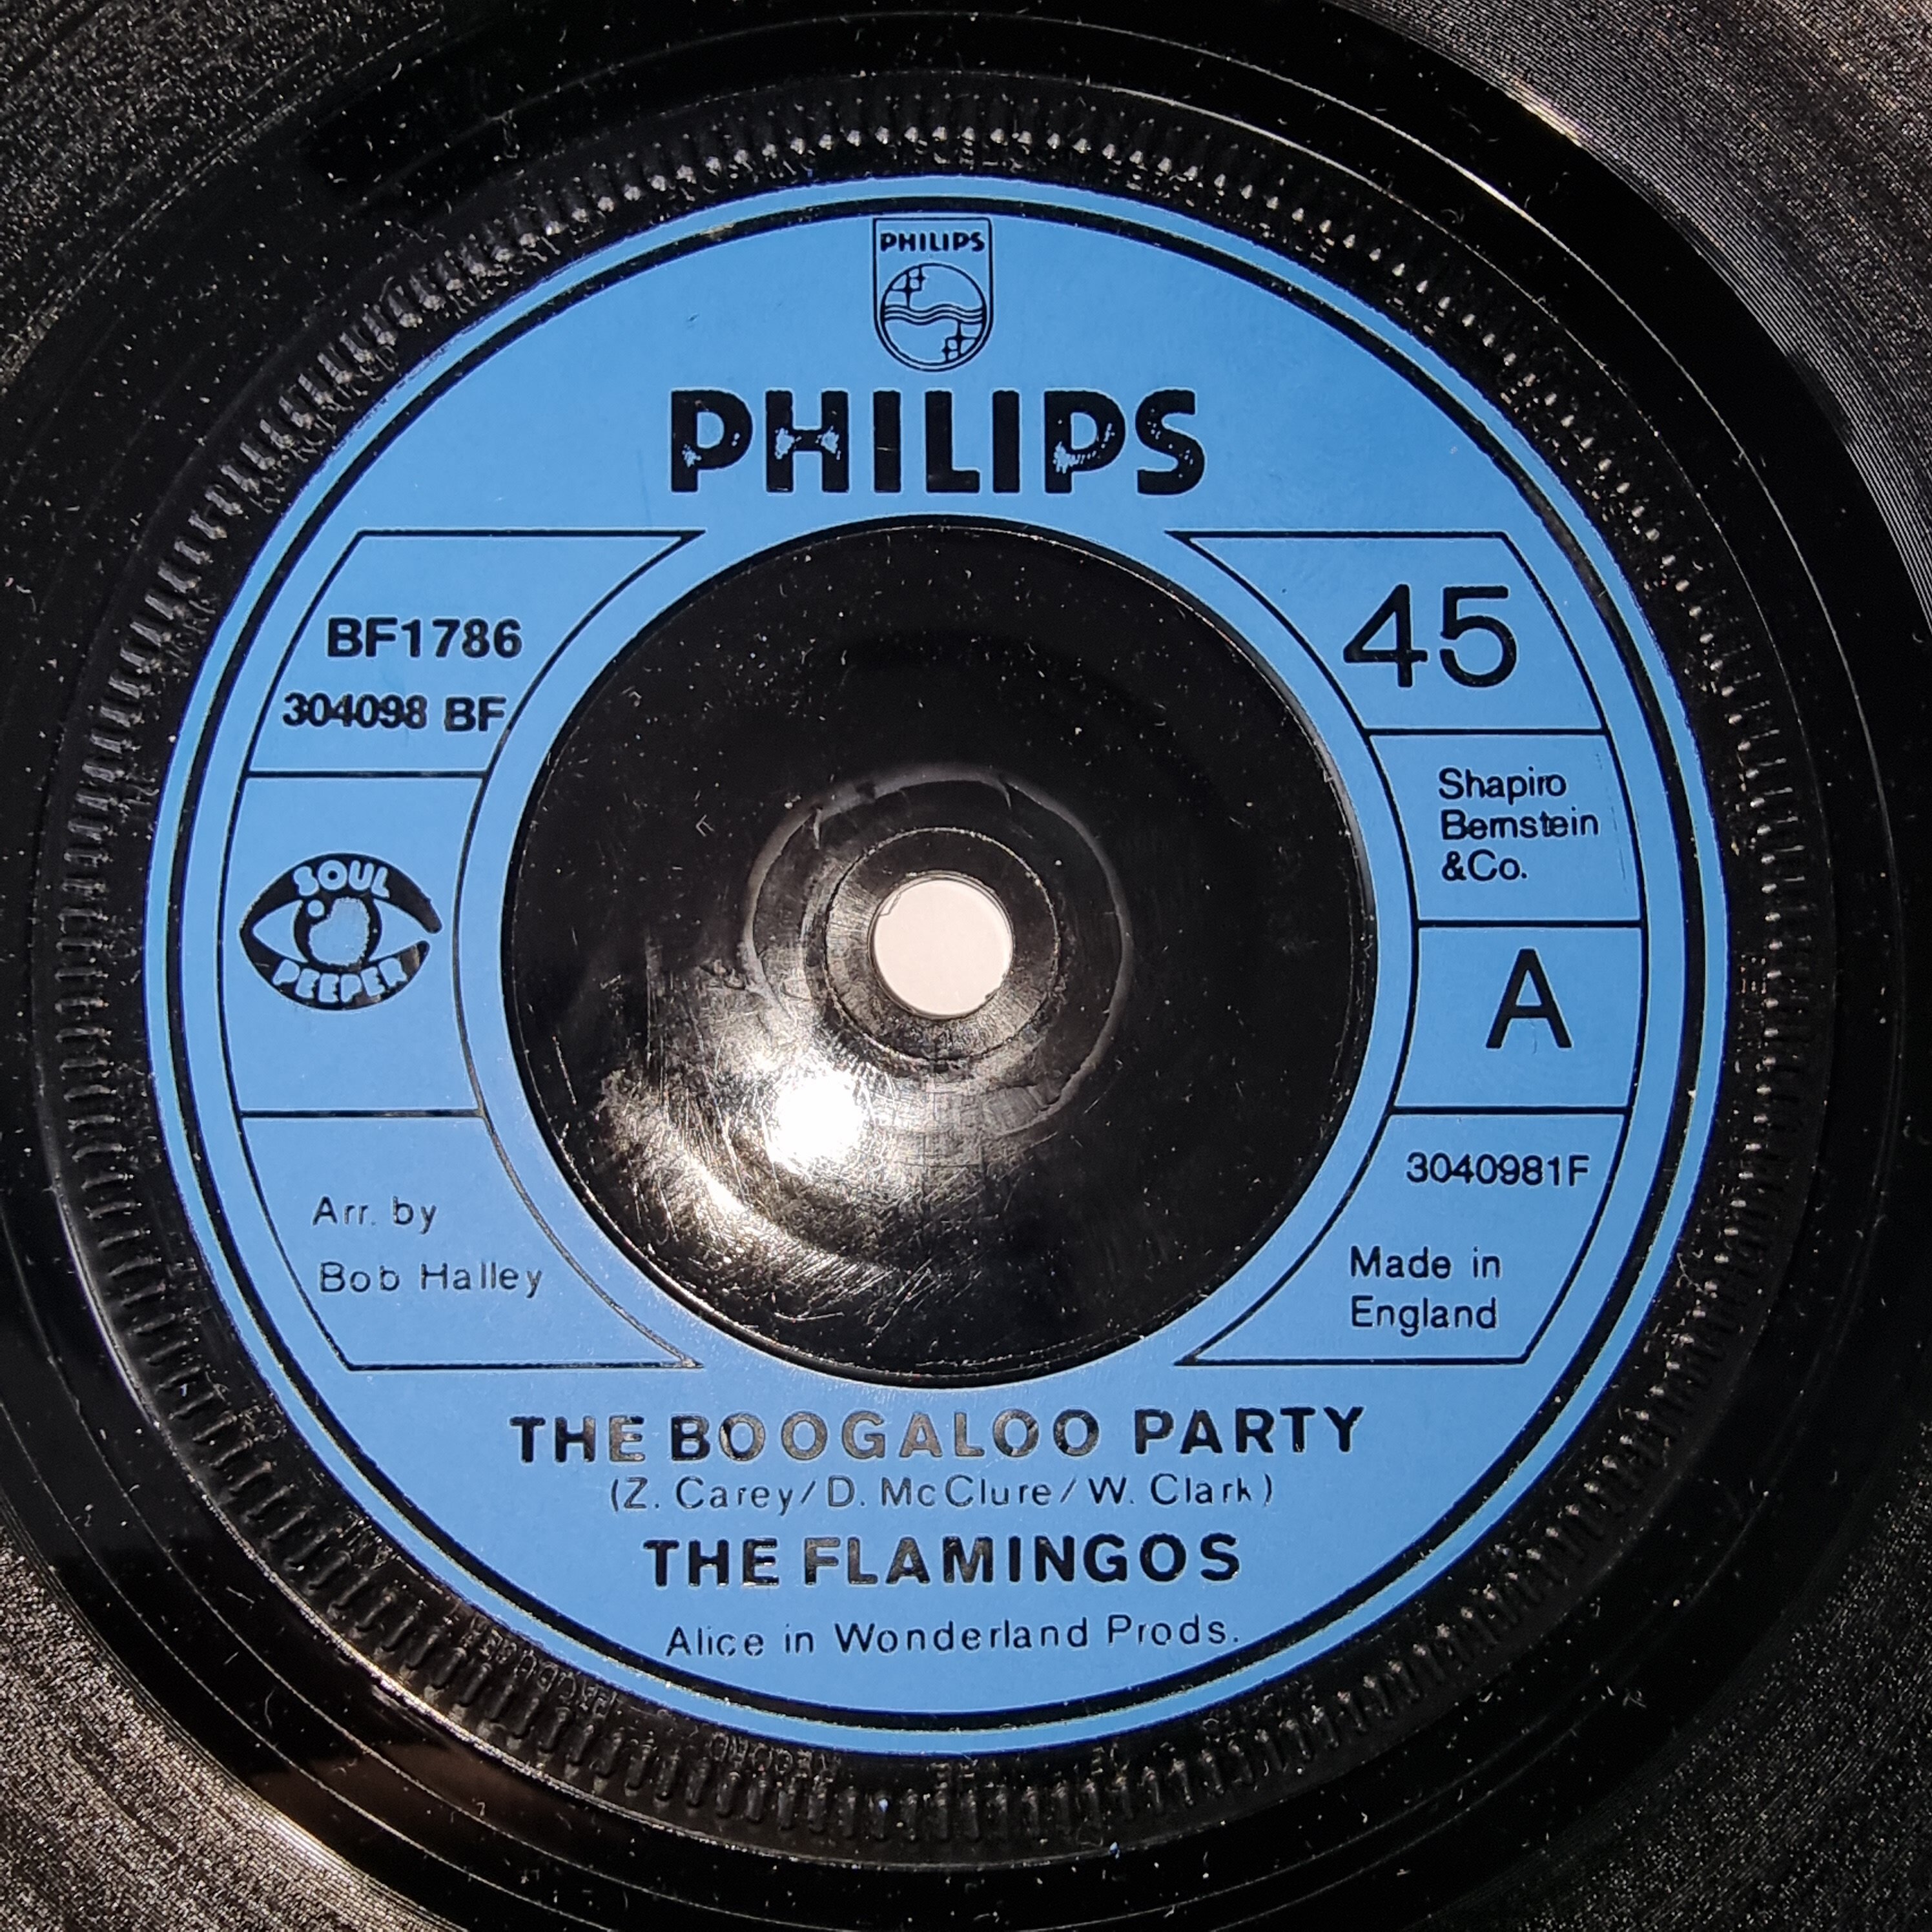 PHILIPS
PHILIPS
BF1786
304098 BF
45
Shapiro
Bernstein
&Co.
SOUL
PEEPER
A
3040981F
Arr. by
Bob Halley
Made in
England
THE BOOGALOO PARTY
(Z. Carey/D. McClure/W. Clark)
THE FLAMINGOS
Alice in Wonderland Prods.